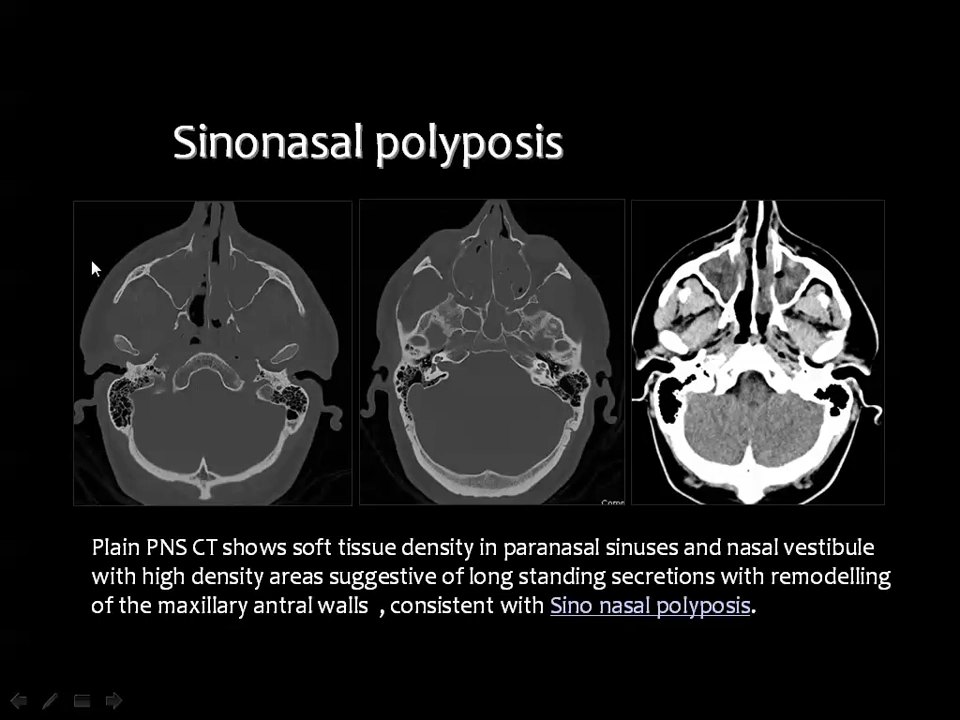 Sinonasal polyposis
Plain PNS CT shows soft tissue density in paranasal sinuses and nasal vestibule
with high density areas suggestive of long standing secretions with remodelling
of the maxillary antral walls , consistent with Sino nasal polyposis.